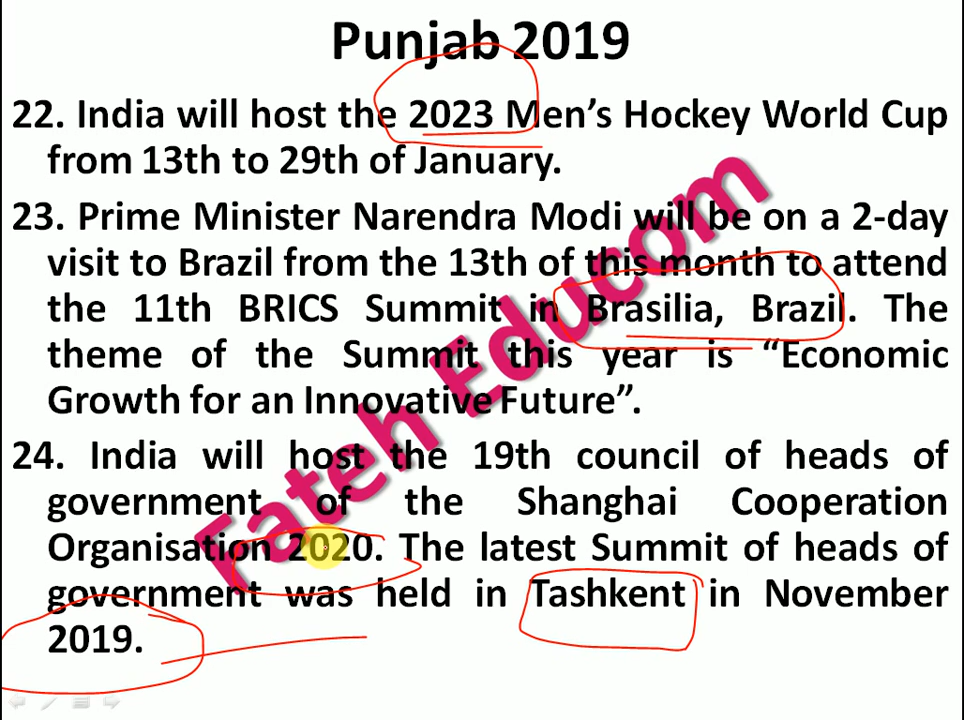 Punjab 2019
22. India will host the 2023 Men's Hockey World Cup
from 13th to 29th of January.
23. Prime Minister Narendra Modi will be on a 2-day
visit to Brazil from the 13th of this month to attend
the 11th BRICS Summit in Brasilia, Brazil. The
theme of the Summit this year is “Economic
Growth for an Innovative Future”.
24. India will host the 19th council of heads of
government of the Shanghai Cooperation
Organisation 2020. The latest Summit of heads of
government was held in Tashkent in November
2019.
Fateh Educom